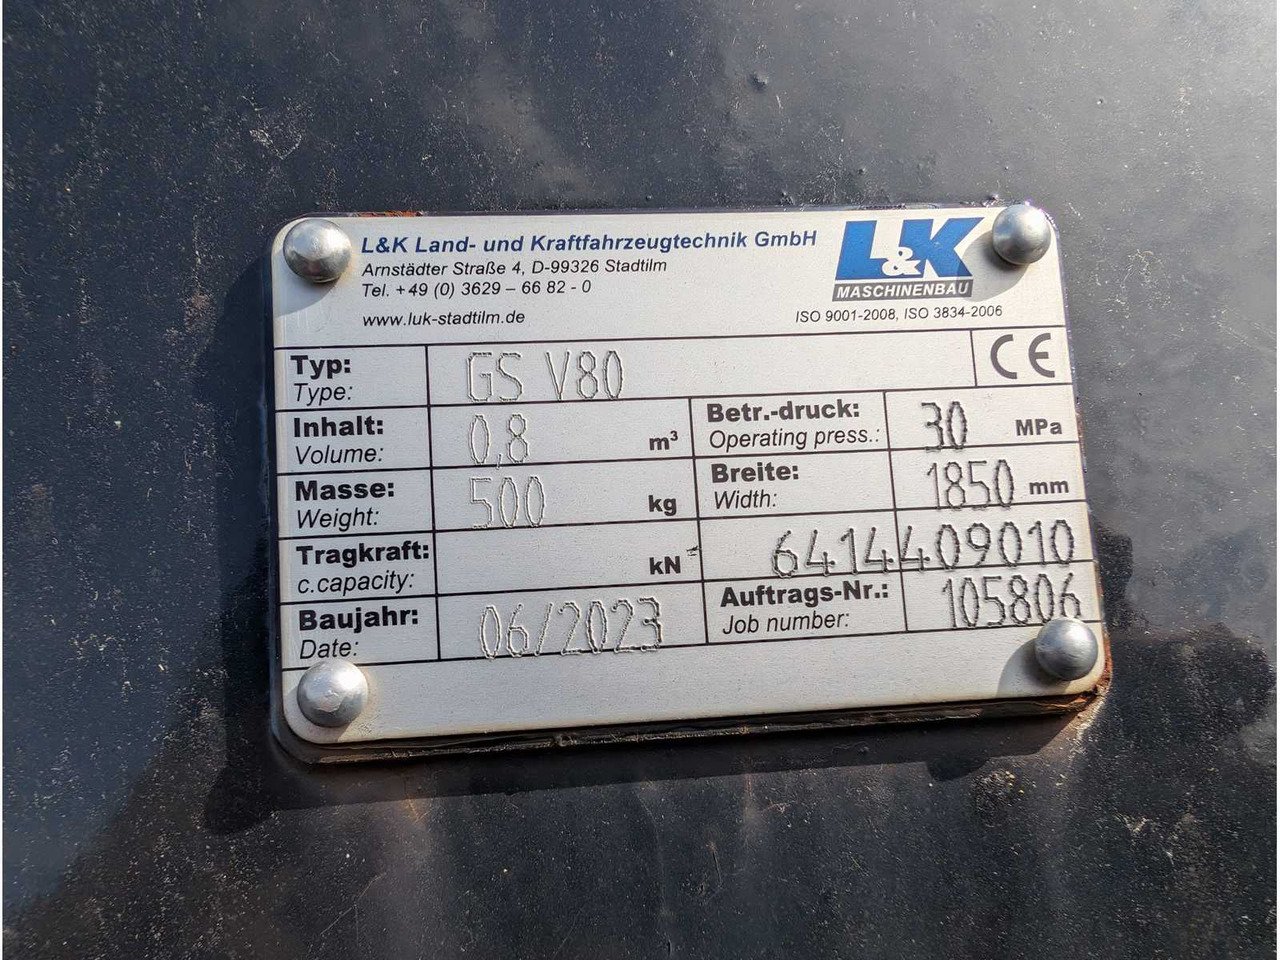 L&K Land- und Kraftfahrzeugtechnik GmbH
Arnstädter Straße 4, D-99326 Stadtilm
Tel. +49 (0) 3629 – 66 82 - 0
www.luk-stadtilm.de
L&K
MASCHINENBAU
ISO 9001-2008, ISO 3834-2006
Typ:
Type:
GS V80
CE
Inhalt:
Volume:
0,8 m³
Betr.-druck:
Operating press.:
30 MPa
Masse:
Weight:
500 kg
Breite:
Width:
1850 mm
Tragkraft:
c.capacity:
kN
6414409010
Baujahr:
Date:
06/2023
Auftrags-Nr.:
Job number:
105806